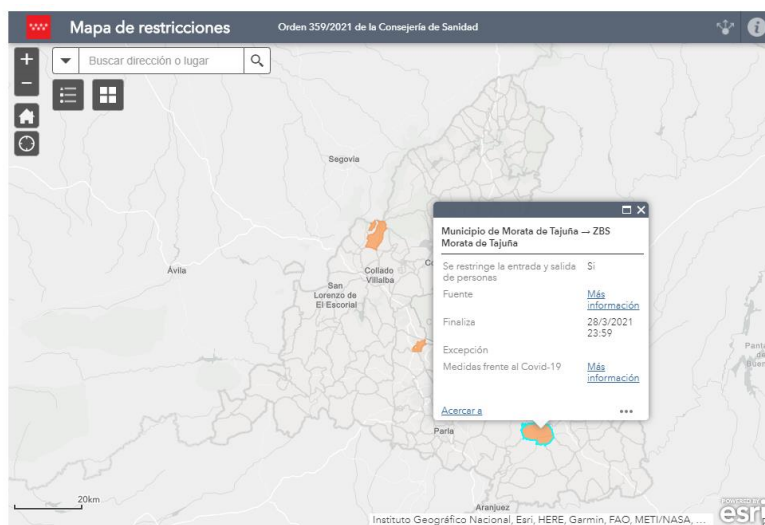 Mapa de restricciones
Orden 359/2021 de la Consejería de Sanidad
Buscar dirección o lugar
Segovia
Ávila
Collado
Villalba
San
Lorenzo de
El Escorial
Municipio de Morata de Tajuña → ZBS
Morata de Tajuña
Se restringe la entrada y salida
de personas
Si
Fuente
Más
información
Finaliza
28/3/2021
23:59
Excepción
Medidas frente al Covid-19
Más
información
Acercar a
Parla
Aranjuez
20km
Instituto Geográfico Nacional, Esri, HERE, Garmin, FAO, METI/NASA, ...
POWERED BY
esri